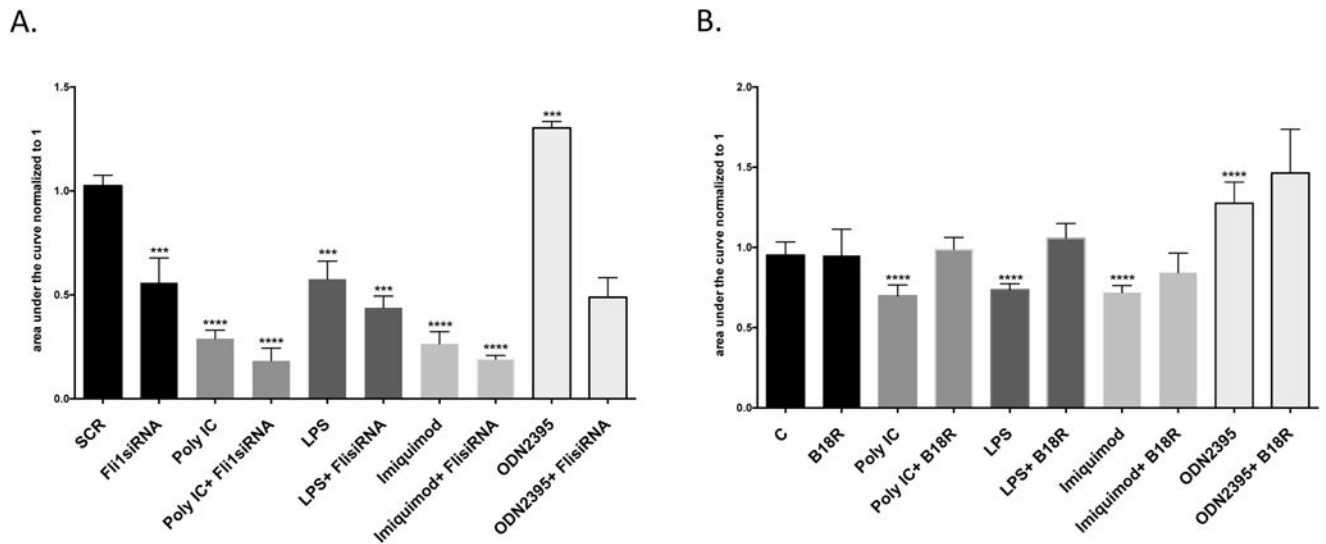 A.
area under the curve normalized to 1
1.5
1.0
0.5
0.0
***
****
****
***
***
****
****
***
SCR
Fli1siRNA
Poly IC
Poly IC+ Fli1siRNA
LPS
LPS+ FlisiRNA
Imiquimod
Imiquimod+ FlisiRNA
ODN2395
ODN2395+ FlisiRNA
B.
area under the curve normalized to 1
2.0
1.5
1.0
0.5
0.0
****
****
****
****
C
B18R
Poly IC
Poly IC+ B18R
LPS
LPS+ B18R
Imiquimod
Imiquimod+ B18R
ODN2395
ODN2395+ B18R